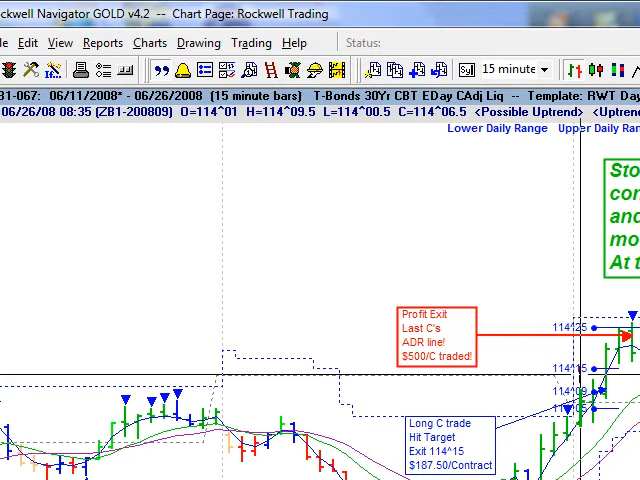 ckwell Navigator GOLD v4.2 -- Chart Page: Rockwell Trading
le Edit View Reports Charts Drawing Trading Help Status:
15 minute
B1-067: 06/11/2008* - 06/26/2008 (15 minute bars) T-Bonds 30Yr CBT EDay CAdj Liq -- Template: RWT Day
06/26/08 08:35 (ZB1-200809) O=114^01 H=114^09.5 L=114^00.5 C=114^06.5 <Possible Uptrend> <Uptren
Lower Daily Range Upper Daily Ran
Sto
con
and
mo
At t
Profit Exit
Last C's
ADR line!
$500/C traded!
114^25
114^15
114^09
Long C trade
Hit Target
Exit 114^15
$187.50/Contract